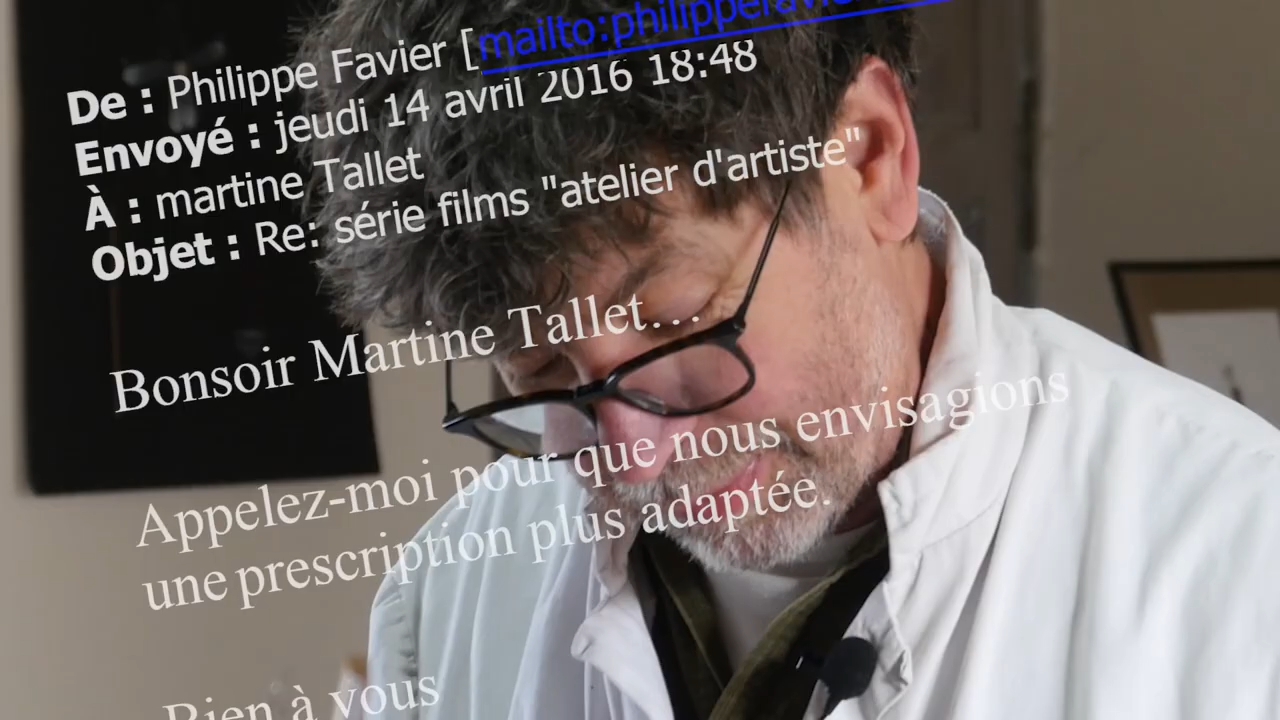 De : Philippe Favier [mailto:philippefavier
Envoyé : jeudi 14 avril 2016 18:48
À : martine Tallet
Objet : Re: série films "atelier d'artiste"
Bonsoir Martine Tallet…
Appelez-moi pour que nous envisagions
une prescription plus adaptée.
Bien à vous